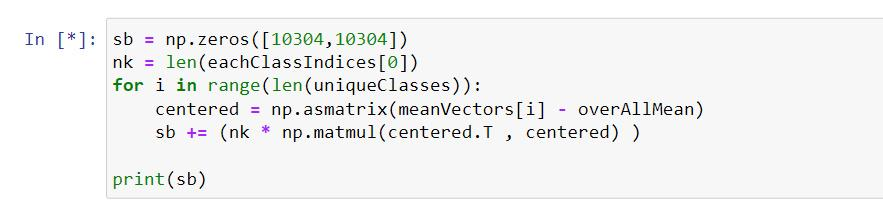 In [*]: sb = np.zeros([10304,10304])
nk = len(eachClassIndices[0])
for i in range(len(uniqueClasses)):
    centered = np.asmatrix(meanVectors[i] - overAllMean)
    sb += (nk * np.matmul(centered.T , centered) )
print(sb)